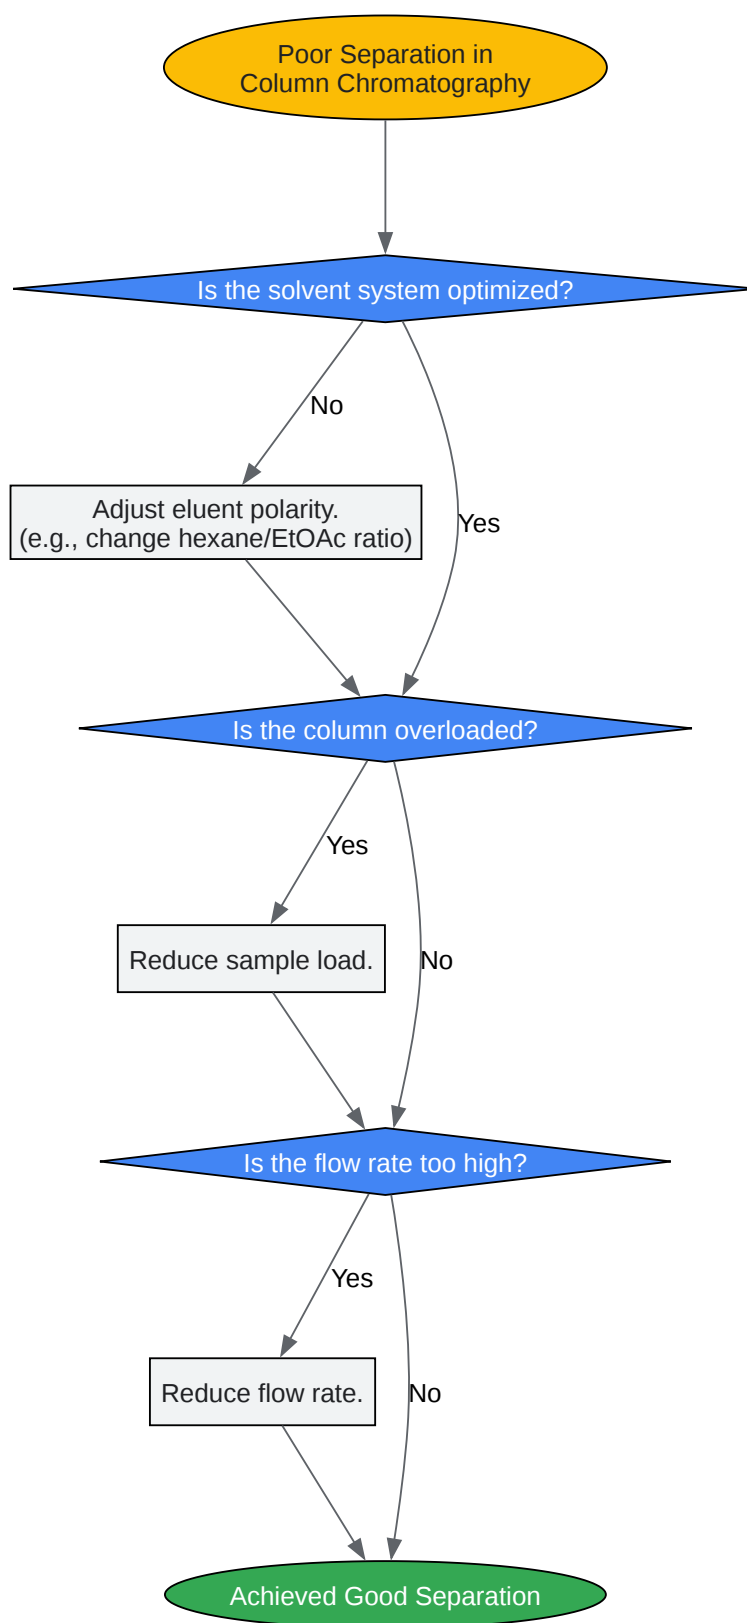 Poor Separation in
Column Chromatography
Is the solvent system optimized?
No
Adjust eluent polarity.
(e.g., change hexane/EtOAc ratio)
Yes
Is the column overloaded?
Yes
Reduce sample load.
No
Is the flow rate too high?
Yes
Reduce flow rate.
No
Achieved Good Separation